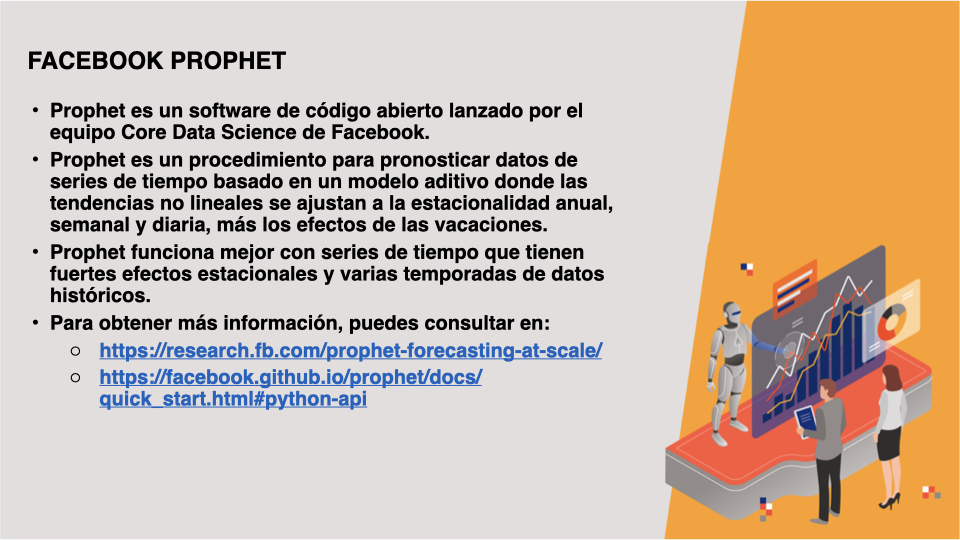 FACEBOOK PROPHET
• Prophet es un software de código abierto lanzado por el
equipo Core Data Science de Facebook.
• Prophet es un procedimiento para pronosticar datos de
series de tiempo basado en un modelo aditivo donde las
tendencias no lineales se ajustan a la estacionalidad anual,
semanal y diaria, más los efectos de las vacaciones.
• Prophet funciona mejor con series de tiempo que tienen
fuertes efectos estacionales y varias temporadas de datos
históricos.
• Para obtener más información, puedes consultar en:
○ https://research.fb.com/prophet-forecasting-at-scale/
○ https://facebook.github.io/prophet/docs/
quick_start.html#python-api